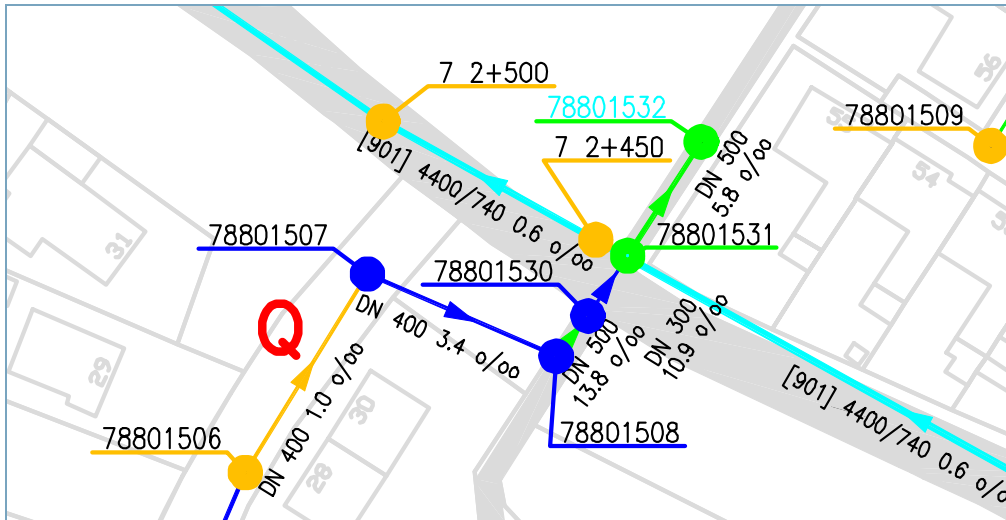 7 2+500
78801532
78801509
7 2+450
56
54
[901] 4400/740 0.6 o/oo
DN 500
5.8 o/oo
78801507
31
78801531
78801530
DN 400 3.4 o/oo
DN 500
13.8 o/oo
DN 300
10.9 o/oo
Q
29
DN 400 1.0 o/oo
30
[901] 4400/740 0.6 o/o
78801506
78801508
28